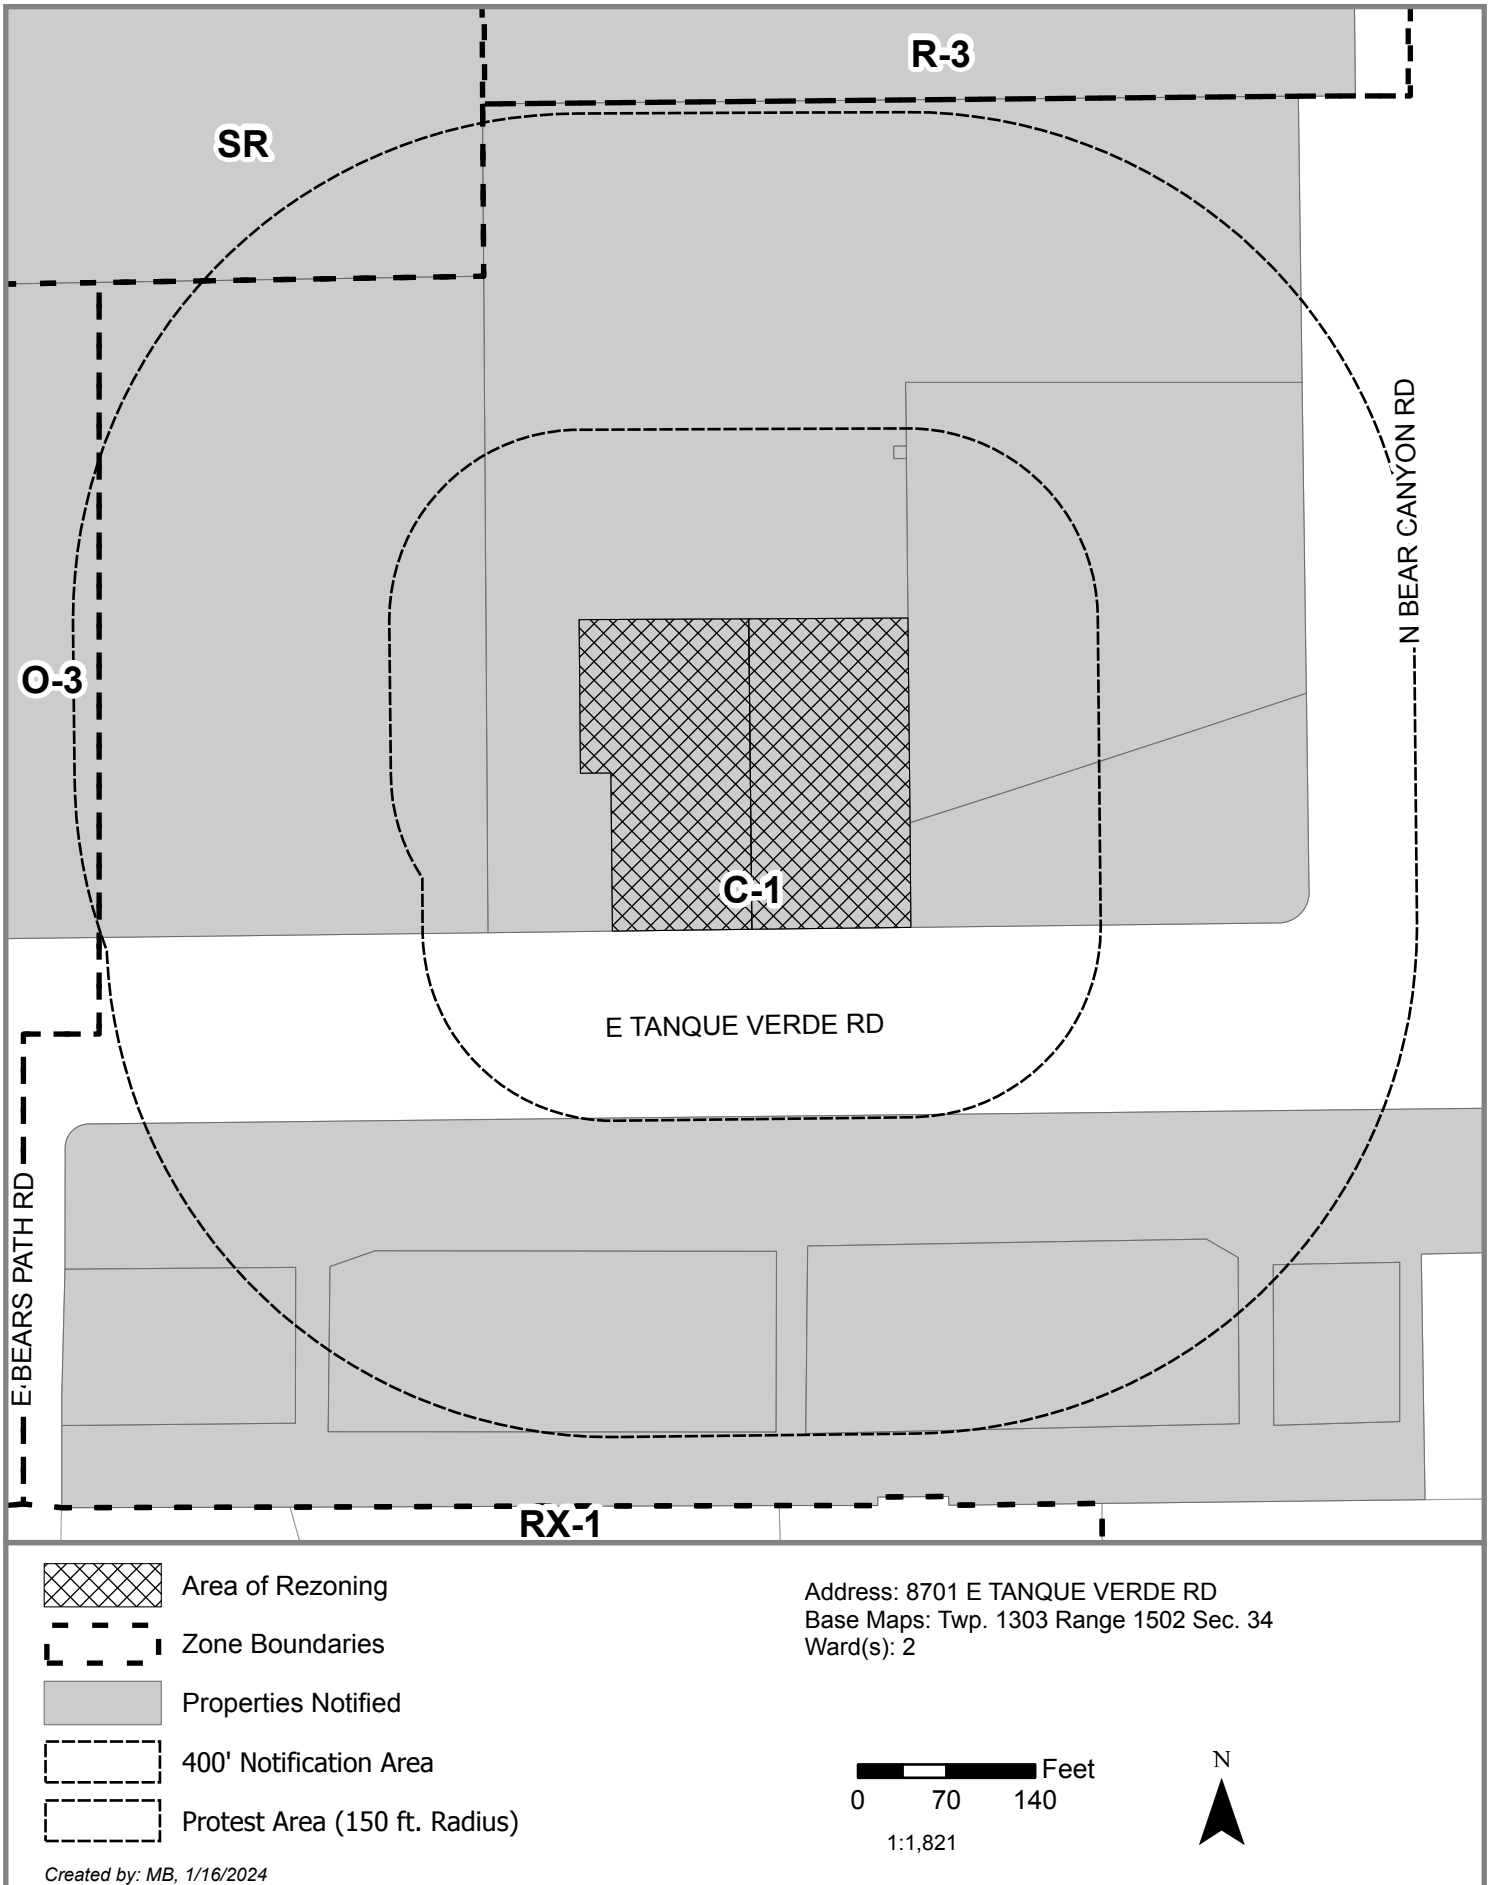 R-3
SR
N BEAR CANYON RD
O-3
C-1
E TANQUE VERDE RD
E BEARS PATH RD
RX-1
Area of Rezoning
Zone Boundaries
Properties Notified
400' Notification Area
Protest Area (150 ft. Radius)
Created by: MB, 1/16/2024
Address: 8701 E TANQUE VERDE RD
Base Maps: Twp. 1303 Range 1502 Sec. 34
Ward(s): 2
Feet
0 70 140
1:1,821
N